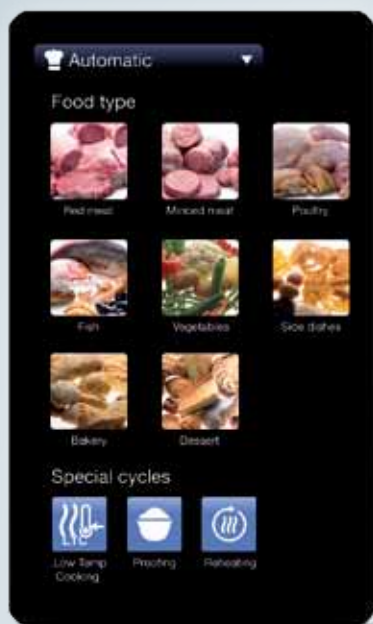 Automatic
Food type
Red meat
Minced meat
Poultry
Fish
Vegetables
Side dishes
Bakery
Dessert
Special cycles
LTC
Low Temp
Cooking
Proofing
Reheating